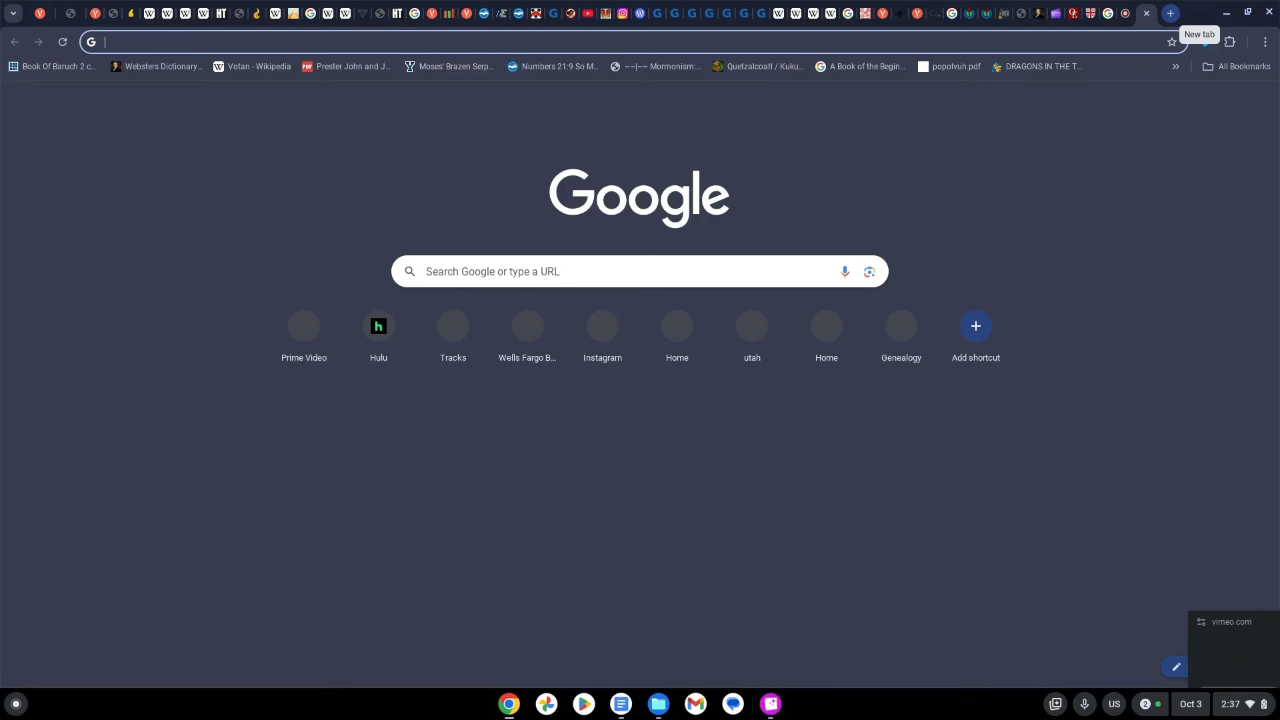 New tab
Book Of Baruch 2 c...
Websters Dictionary...
Votan - Wikipedia
Prester John and J...
Moses' Brazen Serp...
Numbers 21:9 So M...
~~|~~ Mormonism:...
Quetzalcoatl / Kuku...
A Book of the Begin...
popolvuh.pdf
DRAGONS IN THE T...
»
All Bookmarks
Google
Search Google or type a URL
Prime Video
Hulu
Tracks
Wells Fargo B...
Instagram
Home
utah
Home
Genealogy
Add shortcut
vimeo.com
US
2
Oct 3
2:37